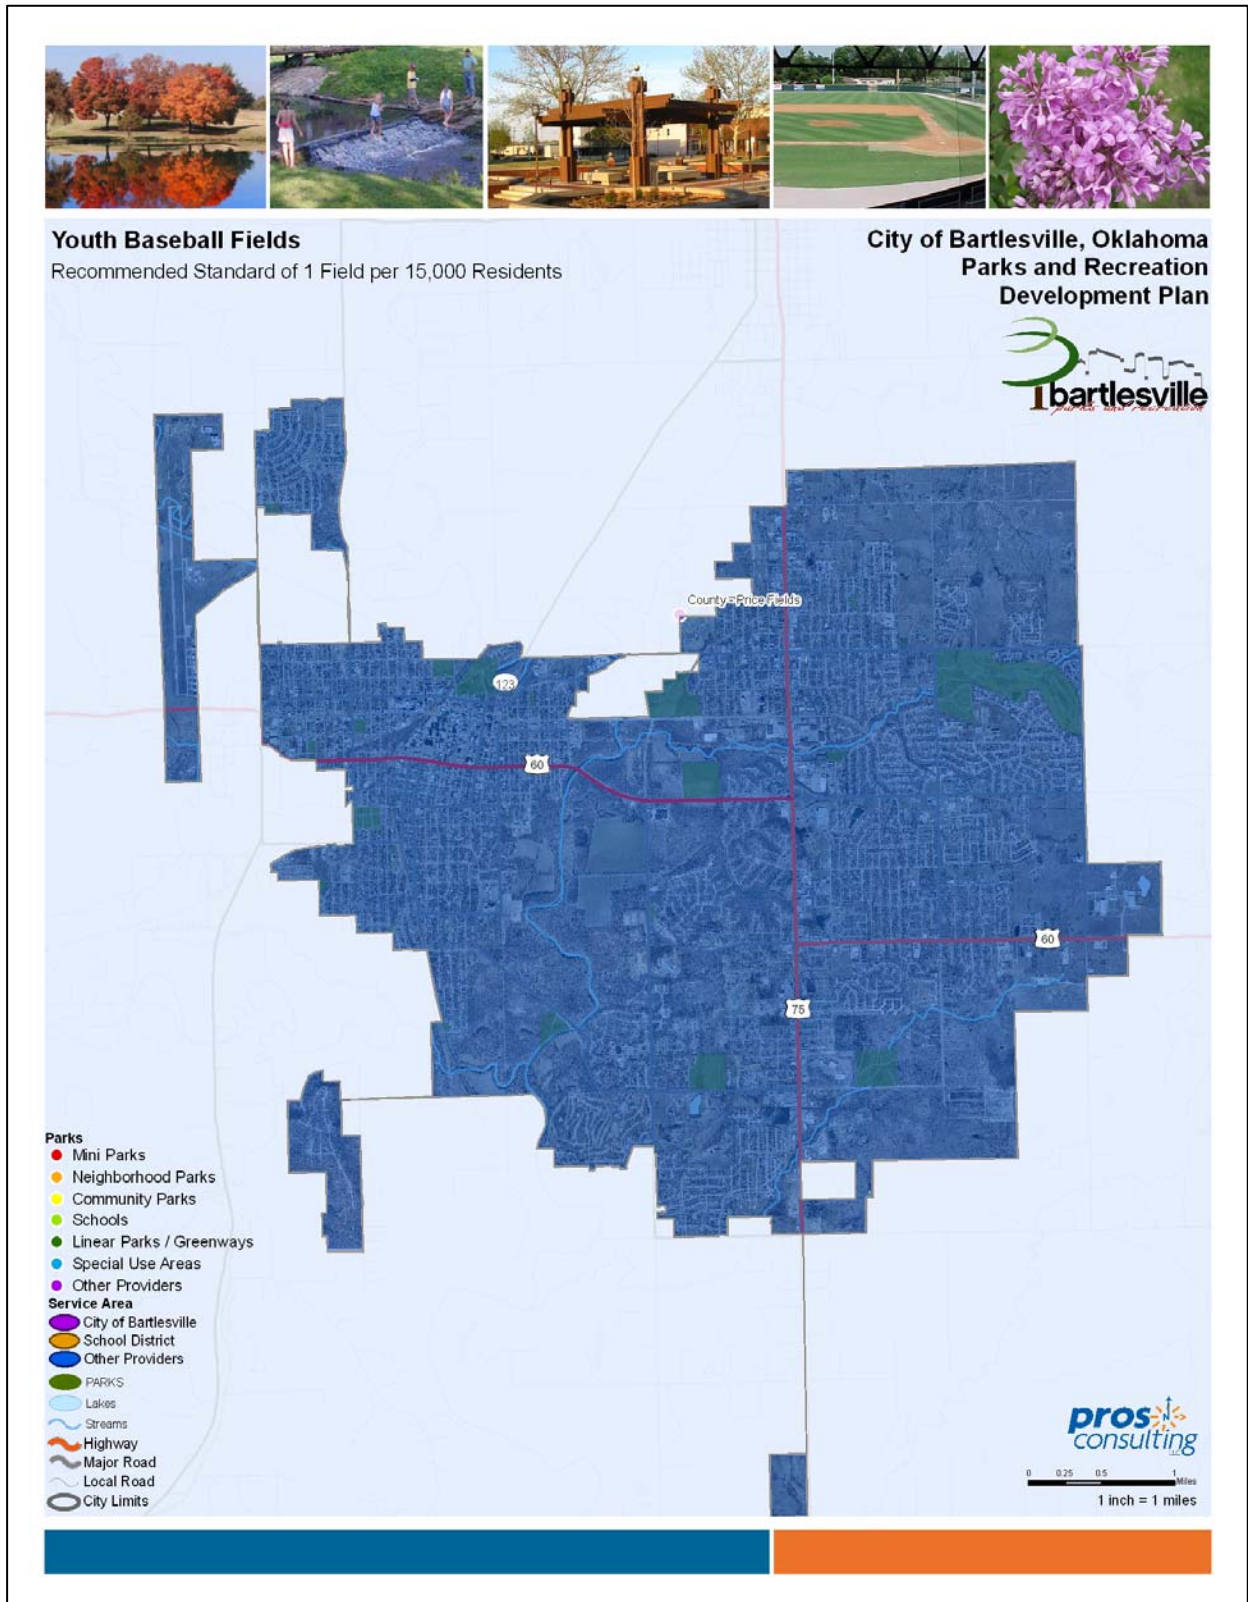 Youth Baseball Fields
Recommended Standard of 1 Field per 15,000 Residents
City of Bartlesville, Oklahoma
Parks and Recreation
Development Plan
bartlesville
parks and recreation
County - Price Fields
123
60
60
75
Parks
Mini Parks
Neighborhood Parks
Community Parks
Schools
Linear Parks / Greenways
Special Use Areas
Other Providers
Service Area
City of Bartlesville
School District
Other Providers
PARKS
Lakes
Streams
Highway
Major Road
Local Road
City Limits
pros
consulting
LLC
N
0 0.25 0.5 1
Miles
1 inch = 1 miles